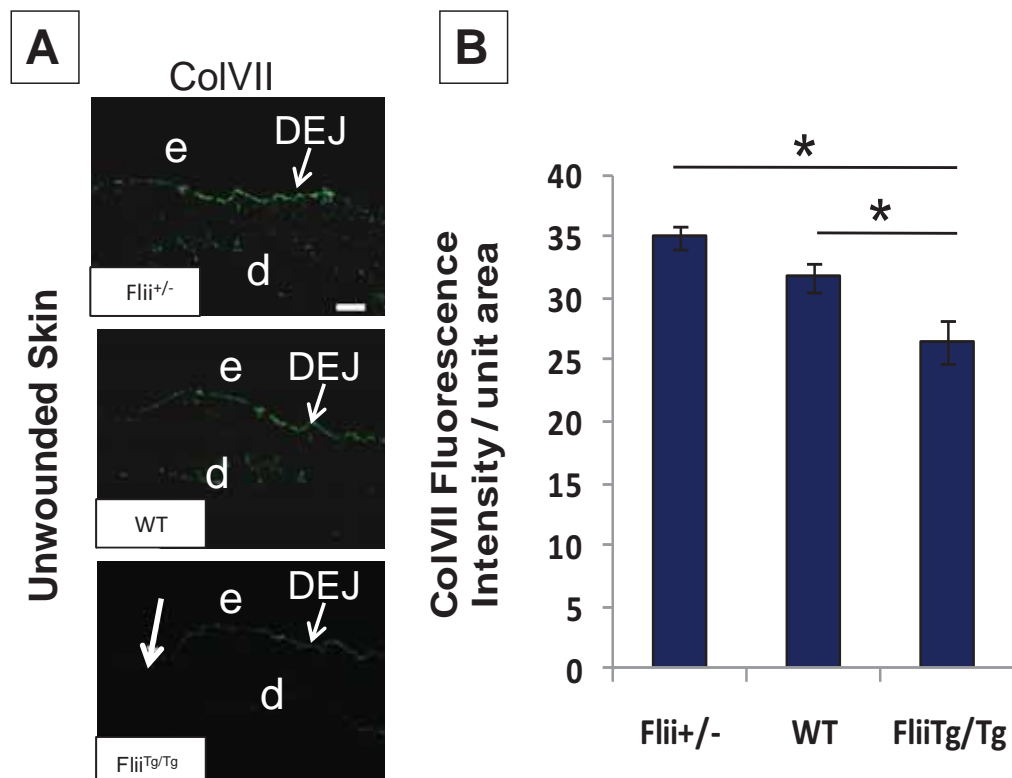 A
ColVII
e
DEJ
d
Flii+/-
e
DEJ
d
WT
e
DEJ
d
FliiTg/Tg
Unwounded Skin
B
*
*
40
35
30
25
20
15
10
5
0
ColVII Fluorescence
Intensity / unit area
Flii+/- WT FliiTg/Tg